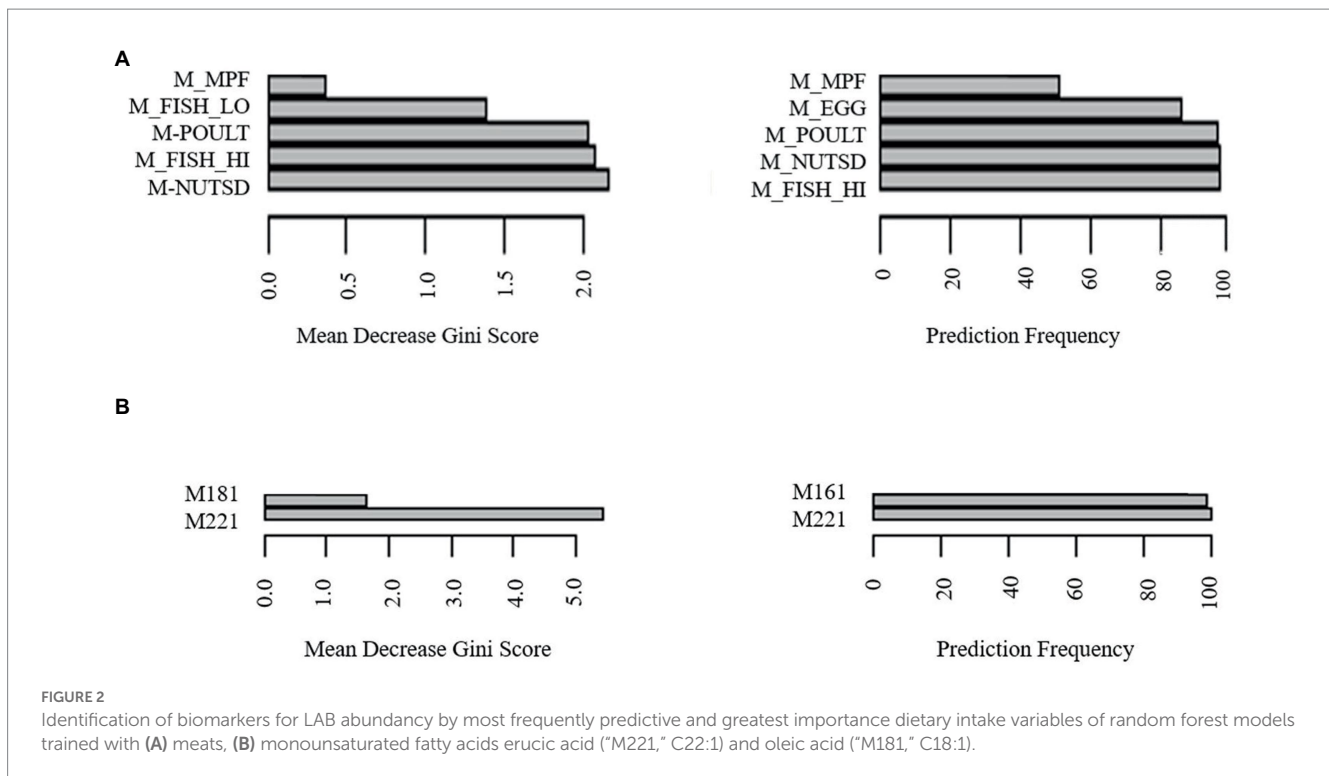 A
M_MPF
M_FISH_LO
M-POULT
M_FISH_HI
M-NUTSD
0.0 0.5 1.0 1.5 2.0
Mean Decrease Gini Score
M_MPF
M_EGG
M_POULT
M_NUTSD
M_FISH_HI
0 20 40 60 80 100
Prediction Frequency
B
M181
M221
0.0 1.0 2.0 3.0 4.0 5.0
Mean Decrease Gini Score
M161
M221
0 20 40 60 80 100
Prediction Frequency
FIGURE 2
Identification of biomarkers for LAB abundancy by most frequently predictive and greatest importance dietary intake variables of random forest models
trained with (A) meats, (B) monounsaturated fatty acids erucic acid (“M221,” C22:1) and oleic acid (“M181,” C18:1).